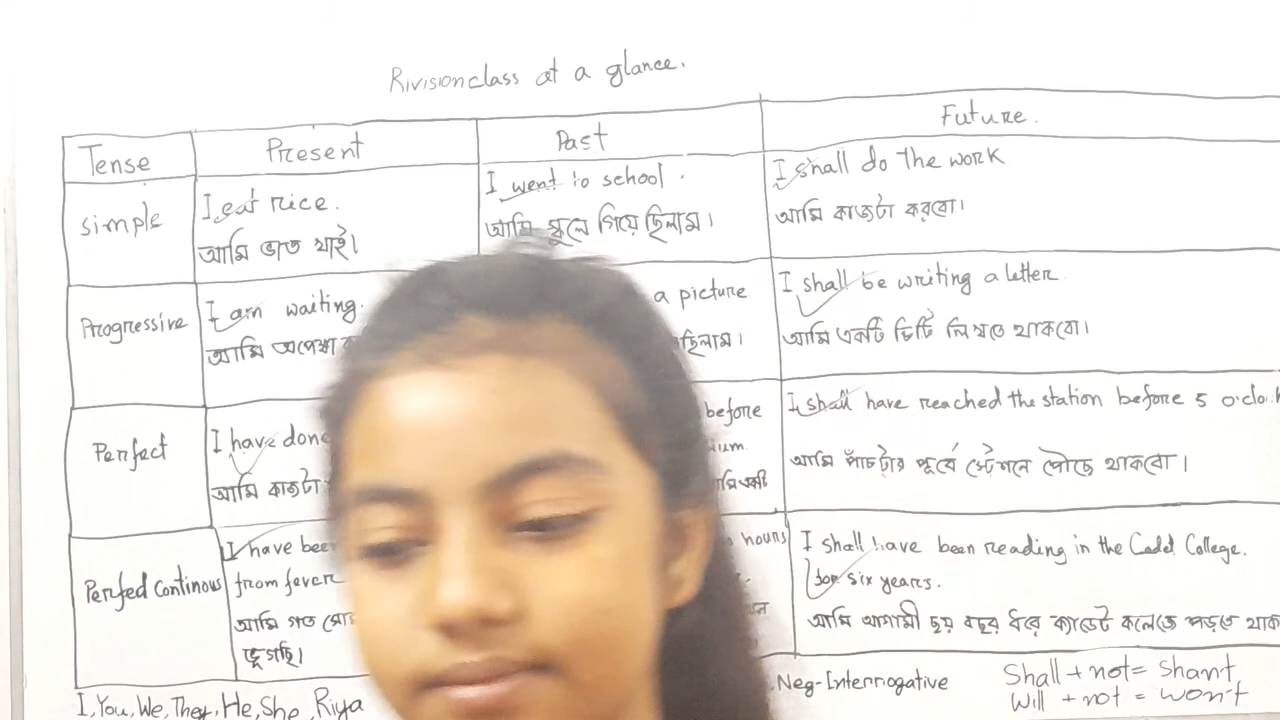 Rivision class at a glance.
Tense Present Past Future.
simple
I eat rice.
আমি ভাত খাই।
I went to school.
আমি স্কুলে গিয়ে ছিলাম।
I shall do the work
আমি কাজটা করবো।
Progressive
I am waiting.
আমি অপেক্ষা
a picture
ছিলাম।
I shall be writing a letter.
আমি একটি চিঠি লিখতে থাকবো।
Perfect
I have done
আমি কাজটা
before
I shall have reached the station before 5 o'clock
আমি পাঁচটার পূর্বে স্টেশনে পৌছে থাকবো।
Perfect Continous
I have been
from fever
আমি গত
ভূগছি।
hours
I shall have been reading in the Cadet College.
for six years.
আমি আগামী ছয় বছর ধরে ক্যাডেট কলেজে পড়তে থাক
I, You, We, They, He, She, Riya
Neg-Interrogative
Shall + not = Shan't
Will + not = Won't